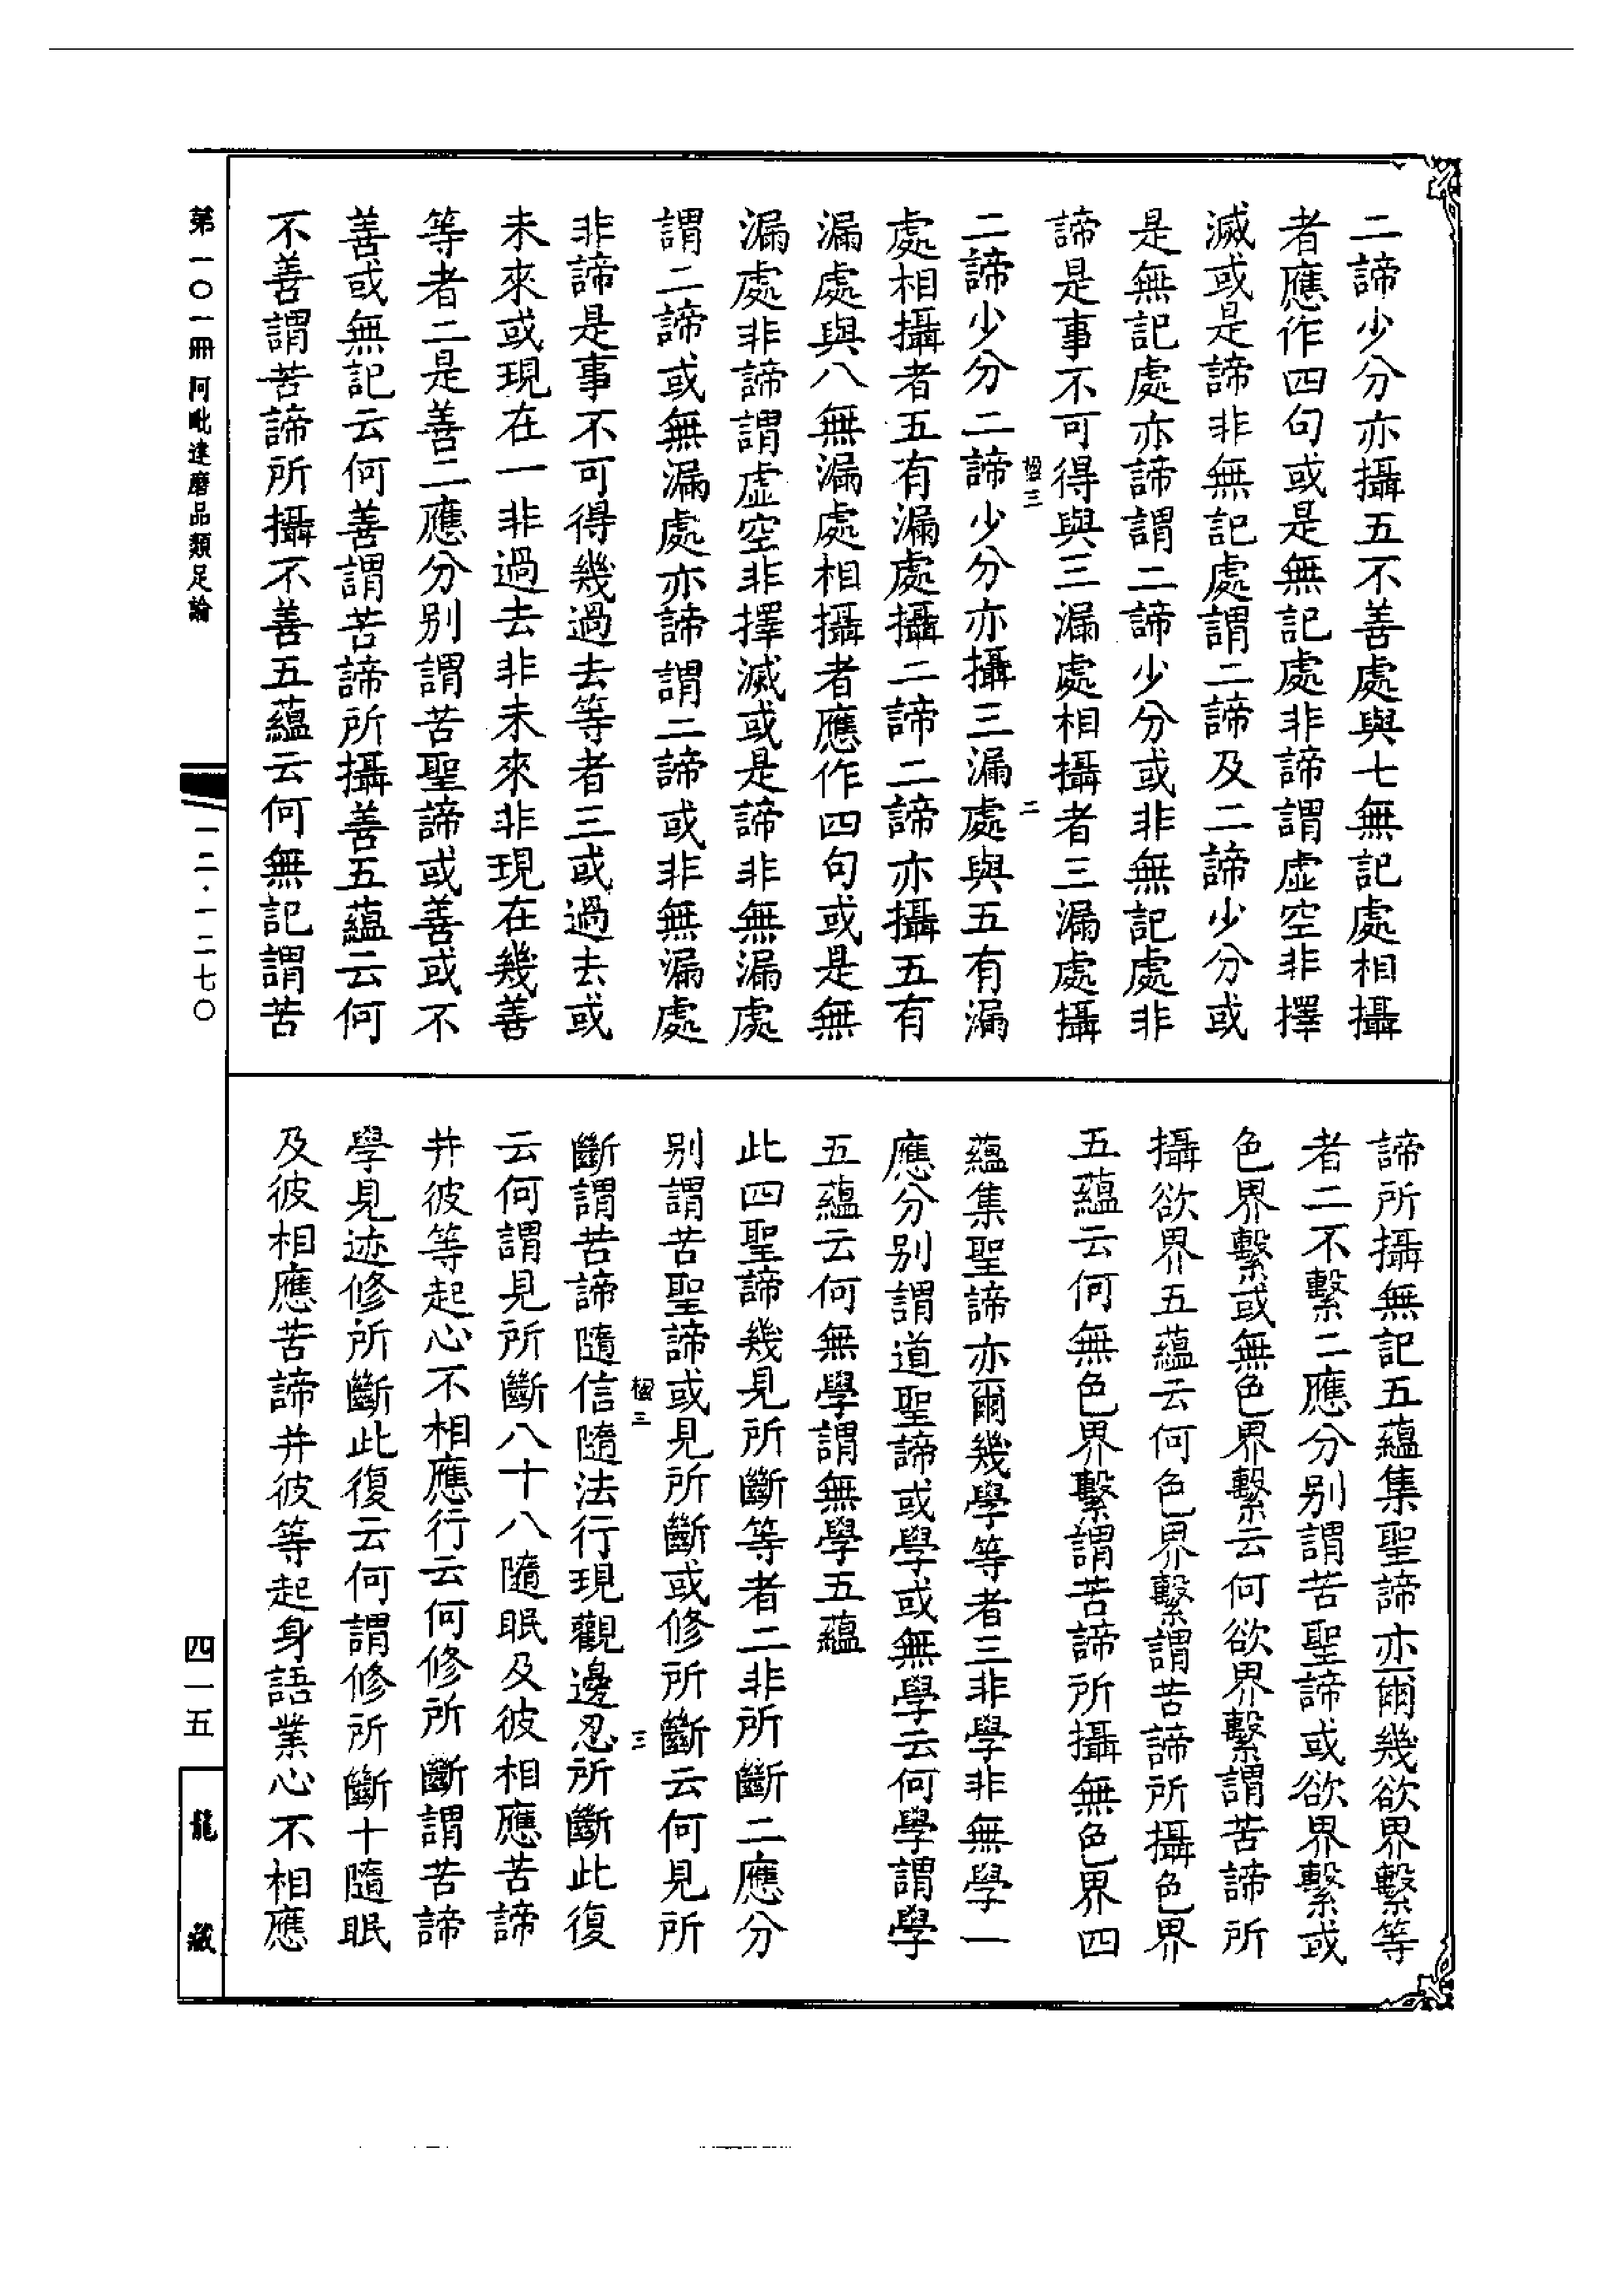 二諦少分亦攝五不善處與七無記處相攝
者應作四句或是無記處非諦謂虛空非擇
滅或是諦非無記處謂二諦及二諦少分或
是無記處亦諦謂二諦少分或非無記處非
諦是事不可得與三漏處相攝者三漏處攝
二諦少分二諦少分亦攝三漏處與五有漏
處相攝者五有漏處攝二諦二諦亦攝五有
漏處與八無漏處相攝者應作四句或是無
漏處非諦謂虛空非擇滅或是諦非無漏處
謂二諦或無漏處亦諦謂二諦或非無漏處
非諦是事不可得幾過去等者三或過去或
未來或現在一非過去非未來非現在幾善
等者二是善二應分別謂苦聖諦或善或不
善或無記云何善謂苦諦所攝善五蘊云何
不善謂苦諦所攝不善五蘊云何無記謂苦
諦所攝無記五蘊集聖諦亦爾幾欲界繫等
者二不繫二應分別謂苦聖諦或欲界繫或
色界繫或無色界繫云何欲界繫謂苦諦所
攝欲界五蘊云何色界繫謂苦諦所攝色界
五蘊云何無色界繫謂苦諦所攝無色界四
蘊集聖諦亦爾幾學等者三非學非無學一
應分別謂道聖諦或學或無學云何學謂學
五蘊云何無學謂無學五蘊
此四聖諦幾見所斷等者二非所斷二應分
別謂苦聖諦或見所斷或修所斷云何見所
斷謂苦諦隨信隨法行現觀邊忍所斷此復
云何謂見所斷八十八隨眠及彼相應苦諦
并彼等起心不相應行云何修所斷謂苦諦
學見迹修所斷此復云何謂修所斷十隨眠
及彼相應苦諦并彼等起身語業心不相應
三
二
三
三
第一〇一冊 阿毗達磨品類足論
一二·一二七〇
四一五
龍藏